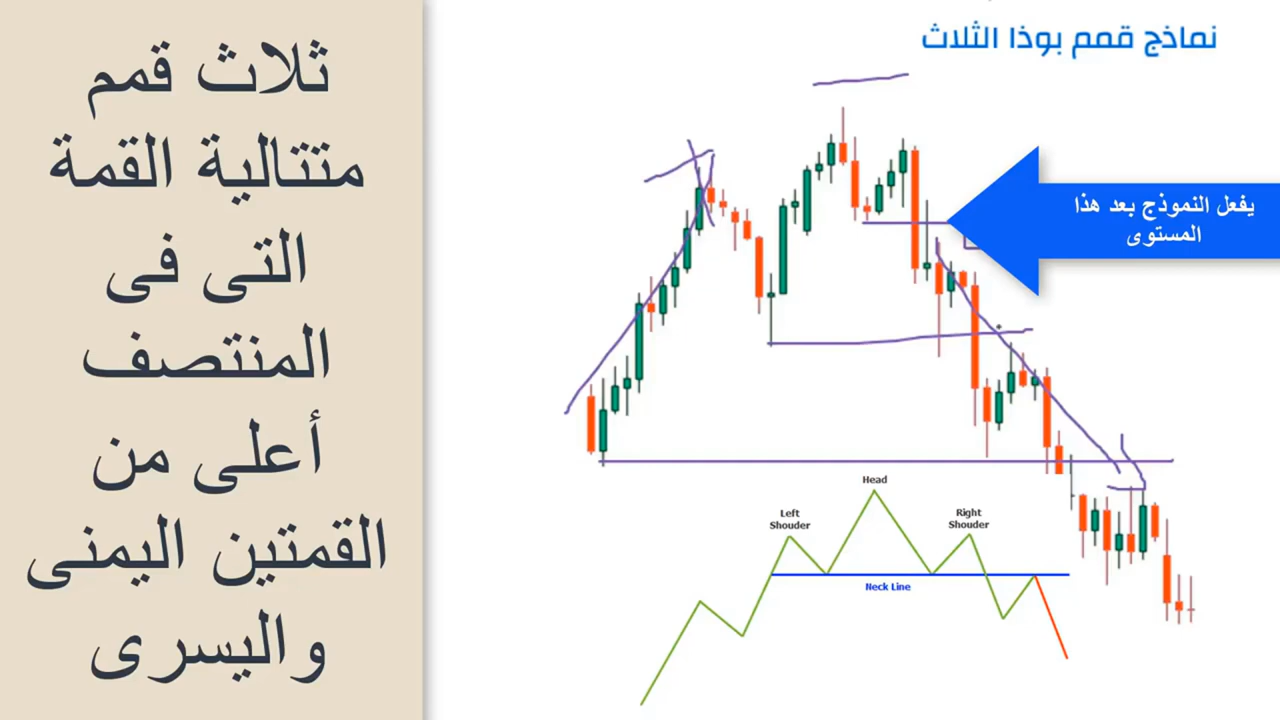 نماذج قمم بوذا الثلاث
ثلاث قمم
متتالية القمة
التى فى
المنتصف
أعلى من
القمتين اليمنى
واليسرى
يفعل النموذج بعد هذا
المستوى
Head
Left
Shouder
Right
Shouder
Neck Line